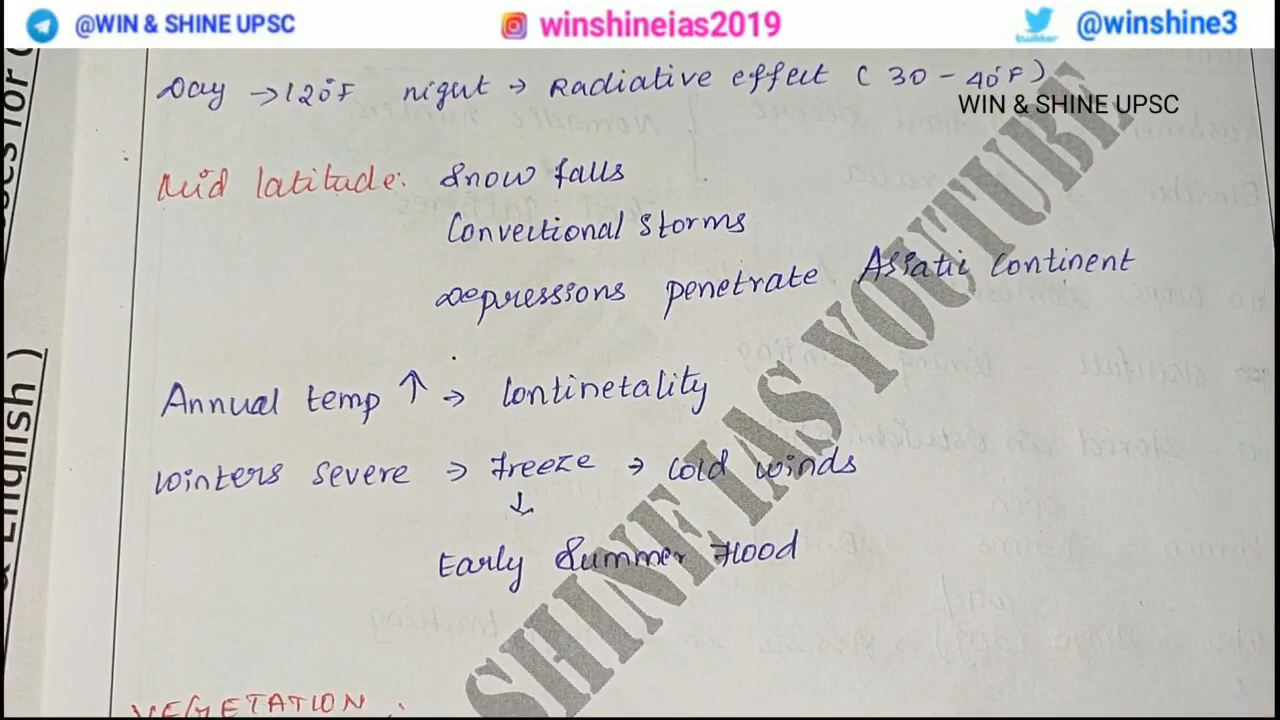 @WIN & SHINE UPSC winshineias2019 @winshine3
Day → 120°F night → Radiative effect ( 30 - 40°F )
WIN & SHINE UPSC
Mid latitude: Snow falls
Convectional storms
Depressions penetrate Asiatic continent
Annual temp ↑ → Continetality
Winters severe → Freeze → Cold winds
↓
Early Summer Flood
VEGETATION :
SHINE IAS YOUTUBE
English )